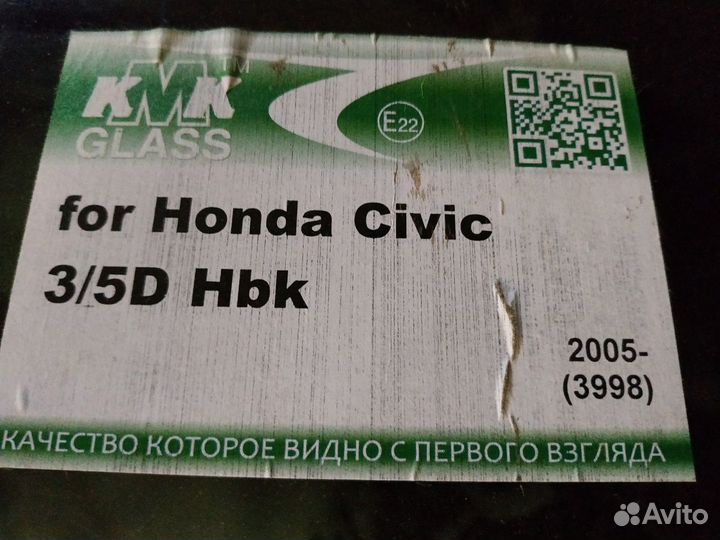 KMK TM
GLASS
E22
for Honda Civic
3/5D Hbk
2005-
(3998)
КАЧЕСТВО КОТОРОЕ ВИДНО С ПЕРВОГО ВЗГЛЯДА
Avito